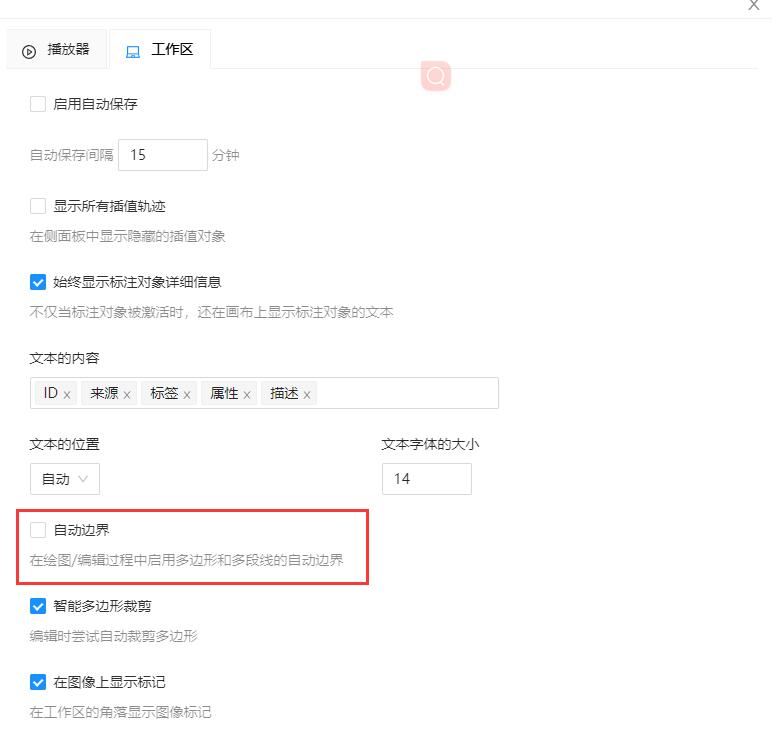 播放器 工作区
启用自动保存
自动保存间隔 15 分钟
显示所有插值轨迹
在侧面板中显示隐藏的插值对象
始终显示标注对象详细信息
不仅当标注对象被激活时，还在画布上显示标注对象的文本
文本的内容
ID x 来源 x 标签 x 属性 x 描述 x
文本的位置 文本字体的大小
自动 14
自动边界
在绘图/编辑过程中启用多边形和多段线的自动边界
智能多边形裁剪
编辑时尝试自动裁剪多边形
在图像上显示标记
在工作区的角落显示图像标记